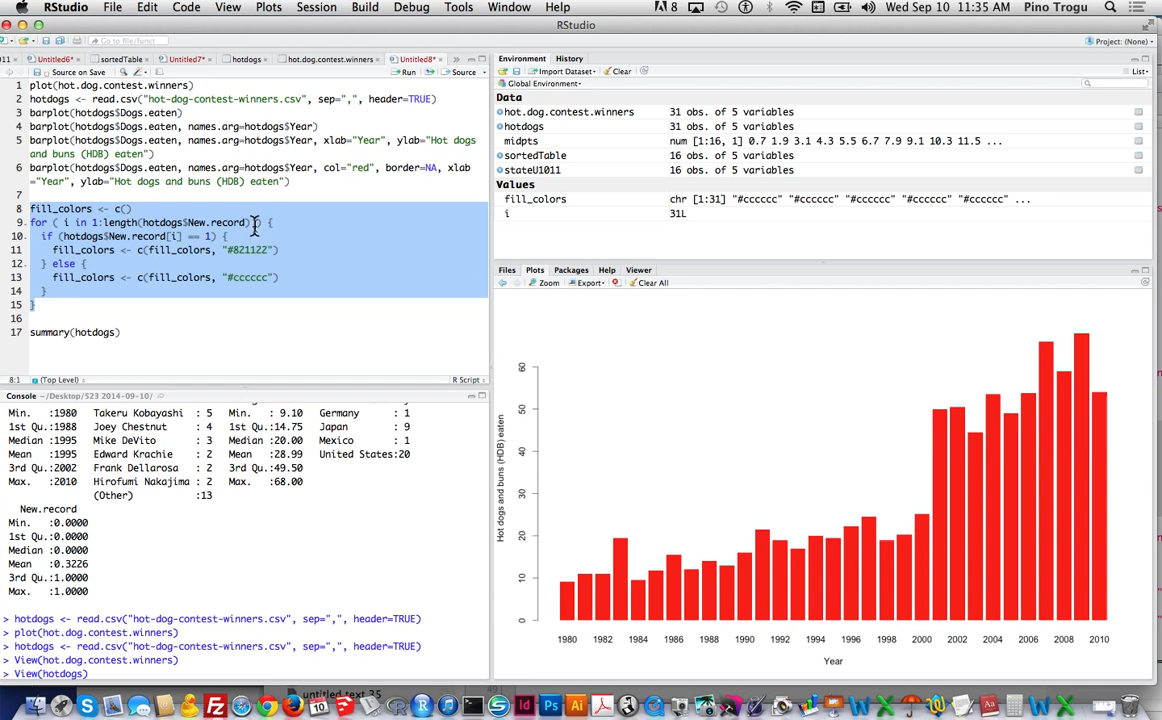 RStudio File Edit Code View Plots Session Build Debug Tools Window Help 8 Wed Sep 10 11:35 AM Pino Trogu
RStudio
Go to file/function Project: (None)
011 Untitled6* sortedTable Untitled7* hotdogs hot.dog.contest.winners Untitled8*
Source on Save Run Source
1 plot(hot.dog.contest.winners)
2 hotdogs <- read.csv("hot-dog-contest-winners.csv", sep=",", header=TRUE)
3 barplot(hotdogs$Dogs.eaten)
4 barplot(hotdogs$Dogs.eaten, names.arg=hotdogs$Year)
5 barplot(hotdogs$Dogs.eaten, names.arg=hotdogs$Year, xlab="Year", ylab="Hot dogs
and buns (HDB) eaten")
6 barplot(hotdogs$Dogs.eaten, names.arg=hotdogs$Year, col="red", border=NA, xlab
="Year", ylab="Hot dogs and buns (HDB) eaten")
7
8 fill_colors <- c()
9 for ( i in 1:length(hotdogs$New.record) ) {
10 if (hotdogs$New.record[i] == 1) {
11 fill_colors <- c(fill_colors, "#821122")
12 } else {
13 fill_colors <- c(fill_colors, "#cccccc")
14 }
15 }
16
17 summary(hotdogs)
8:1 (Top Level) R Script
Console ~/Desktop/523 2014-09-10/
Min. :1980 Takeru Kobayashi : 5 Min. : 9.10 Germany : 1
1st Qu.:1988 Joey Chestnut : 4 1st Qu.:14.75 Japan : 9
Median :1995 Mike DeVito : 3 Median :20.00 Mexico : 1
Mean :1995 Edward Krachie : 2 Mean :28.99 United States:20
3rd Qu.:2002 Frank Dellarosa : 2 3rd Qu.:49.50
Max. :2010 Hirofumi Nakajima : 2 Max. :68.00
(Other) :13
New.record
Min. :0.0000
1st Qu.:0.0000
Median :0.0000
Mean :0.3226
3rd Qu.:1.0000
Max. :1.0000
> hotdogs <- read.csv("hot-dog-contest-winners.csv", sep=",", header=TRUE)
> plot(hot.dog.contest.winners)
> hotdogs <- read.csv("hot-dog-contest-winners.csv", sep=",", header=TRUE)
> View(hot.dog.contest.winners)
> View(hotdogs)
Environment History
Import Dataset Clear List
Global Environment
Data
hot.dog.contest.winners 31 obs. of 5 variables
hotdogs 31 obs. of 5 variables
midpts num [1:16, 1] 0.7 1.9 3.1 4.3 5.5 6.7 7.9 9.1 10.3 11.5 ...
sortedTable 16 obs. of 5 variables
stateU1011 16 obs. of 5 variables
Values
fill_colors chr [1:31] "#cccccc" "#cccccc" "#cccccc" "#cccccc" "#cccccc" ...
i 31L
Files Plots Packages Help Viewer
Zoom Export Clear All
Hot dogs and buns (HDB) eaten
60
50
40
30
20
10
0
1980 1982 1984 1986 1988 1990 1992 1994 1996 1998 2000 2002 2004 2006 2008 2010
Year
untitled text 35